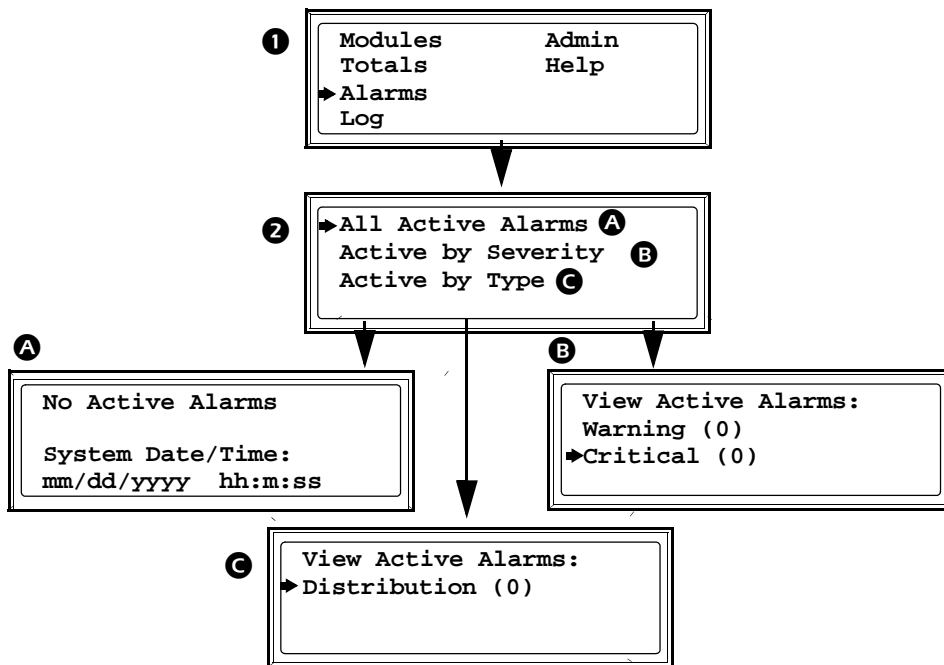 1
Modules Admin
Totals Help
Alarms
Log
2
All Active Alarms A
Active by Severity B
Active by Type C
A
No Active Alarms
System Date/Time:
mm/dd/yyyy hh:m:ss
B
View Active Alarms:
Warning (0)
Critical (0)
C
View Active Alarms:
Distribution (0)